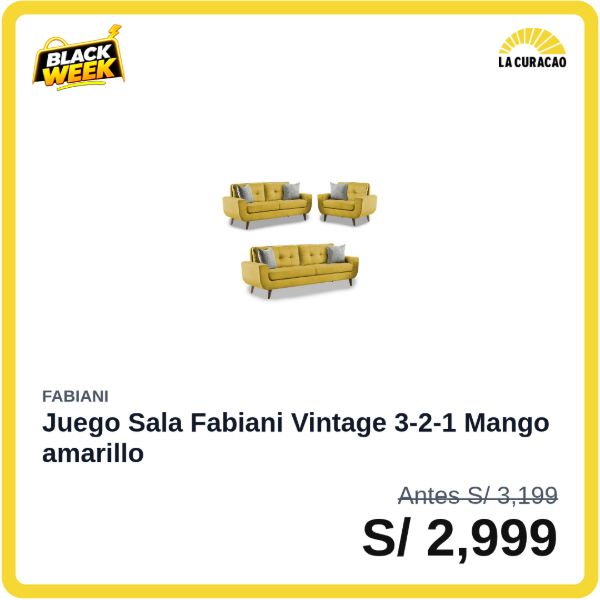 BLACK
WEEK
LA CURACAO
FABIANI
Juego Sala Fabiani Vintage 3-2-1 Mango
amarillo
Antes S/ 3,199
S/ 2,999